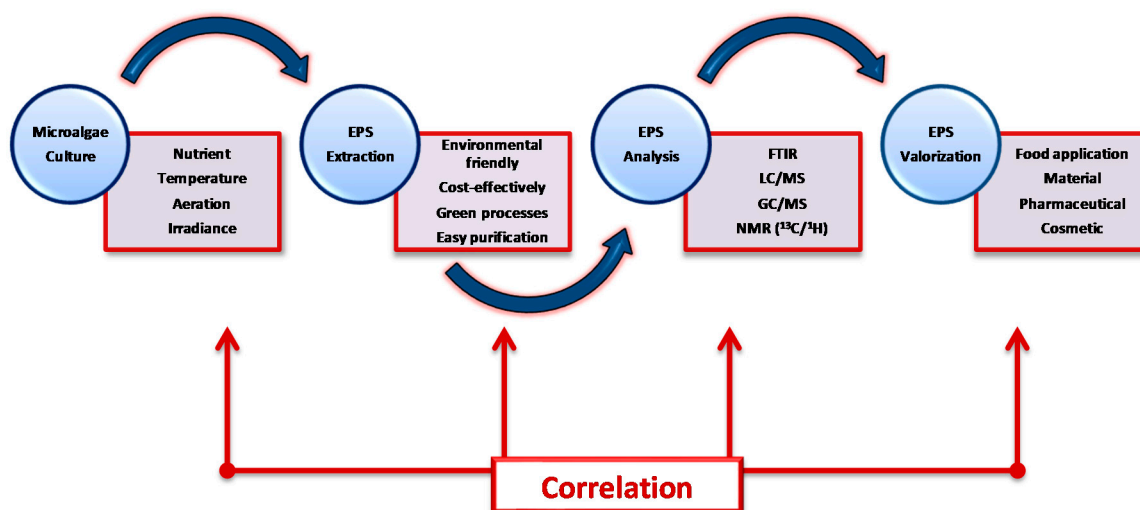 Microalgae
Culture
Nutrient
Temperature
Aeration
Irradiance
EPS
Extraction
Environmental
friendly
Cost-effectively
Green processes
Easy purification
EPS
Analysis
FTIR
LC/MS
GC/MS
NMR (¹³C/¹H)
EPS
Valorization
Food application
Material
Pharmaceutical
Cosmetic
Correlation